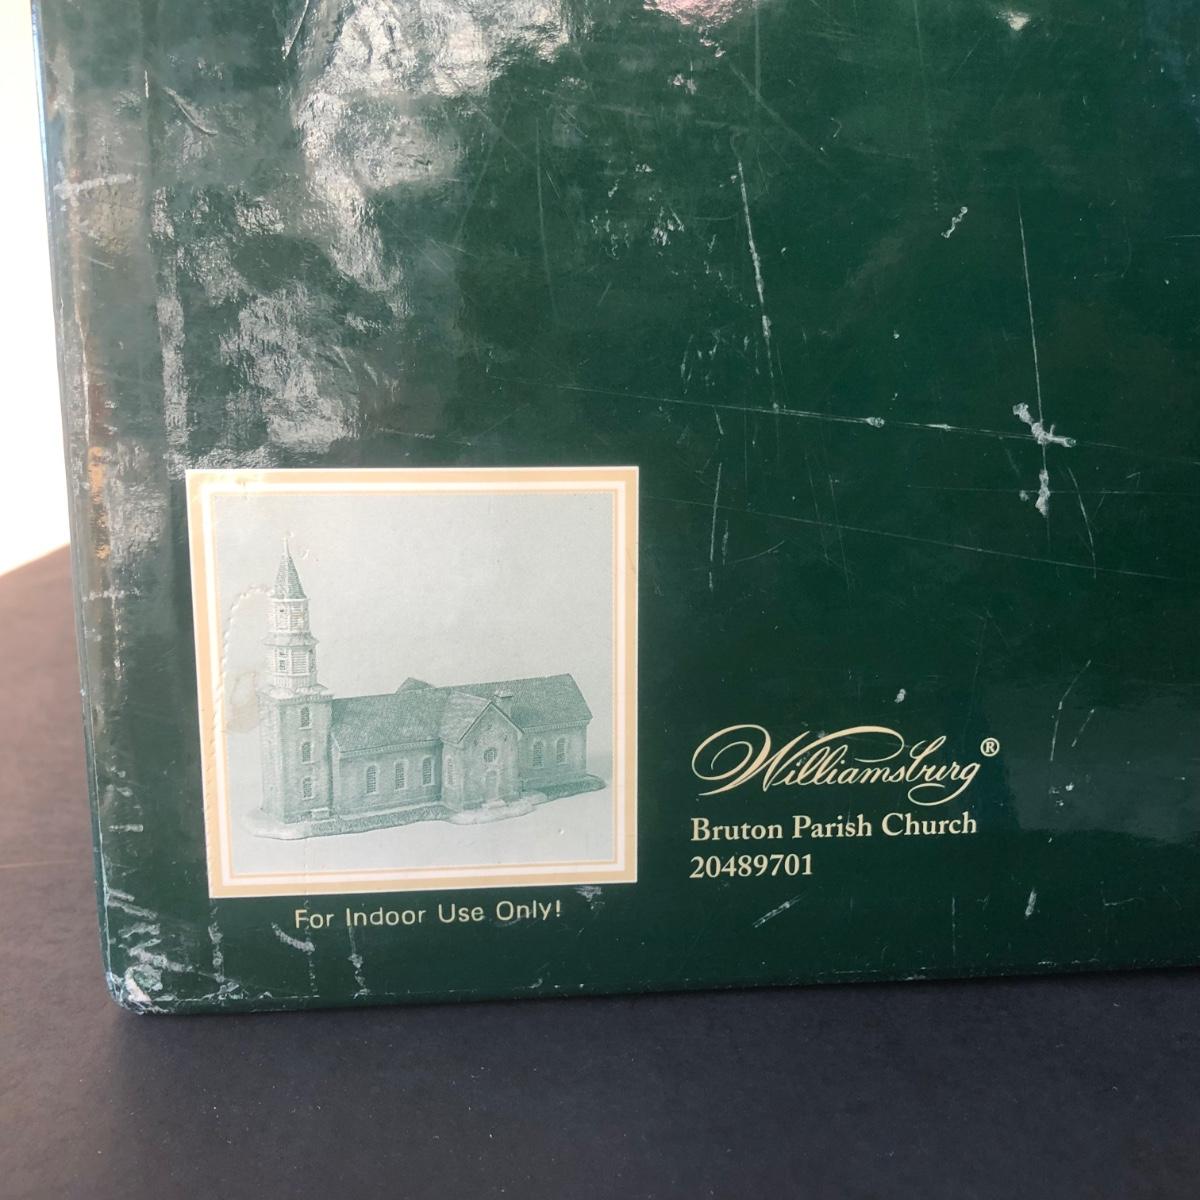 Williamsburg®
Bruton Parish Church
20489701
For Indoor Use Only!